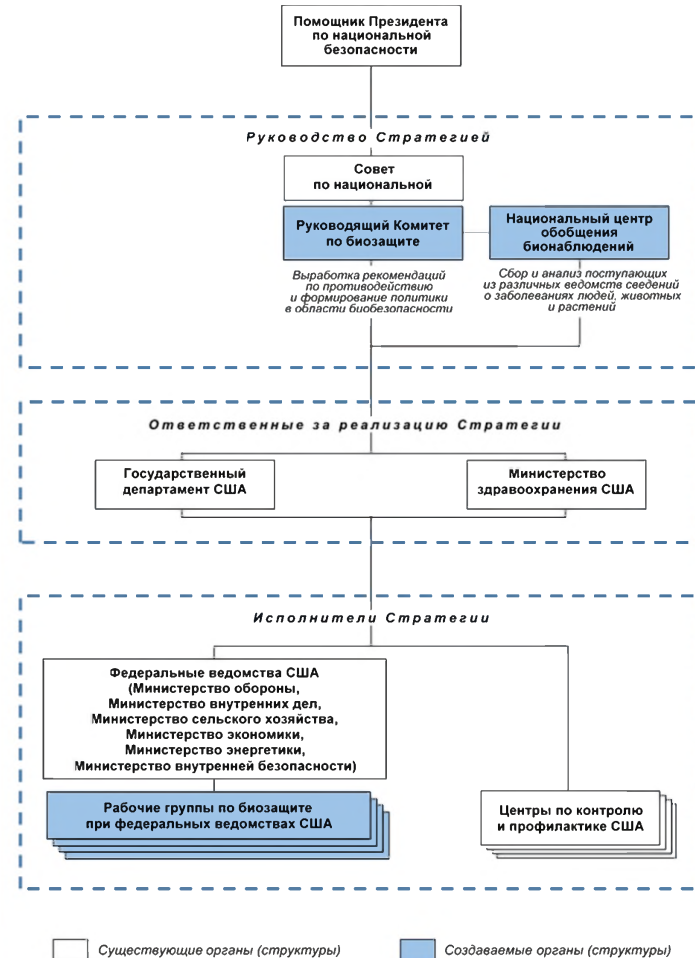 Помощник Президента
по национальной
безопасности
Руководство Стратегией
Совет
по национальной
Руководящий Комитет
по биозащите
Национальный центр
обобщения
бионаблюдений
Выработка рекомендаций
по противодействию
и формирование политики
в области биобезопасности
Сбор и анализ поступающих
из различных ведомств сведений
о заболеваниях людей, животных
и растений
Ответственные за реализацию Стратегии
Государственный
департамент США
Министерство
здравоохранения США
Исполнители Стратегии
Федеральные ведомства США
(Министерство обороны,
Министерство внутренних дел,
Министерство сельского хозяйства,
Министерство экономики,
Министерство энергетики,
Министерство внутренней безопасности)
Рабочие группы по биозащите
при федеральных ведомствах США
Центры по контролю
и профилактике США
Существующие органы (структуры)
Создаваемые органы (структуры)